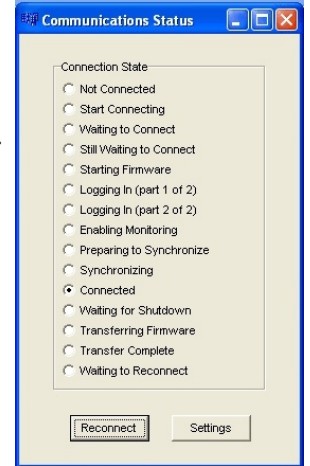 Communications Status
Connection State
Not Connected
Start Connecting
Waiting to Connect
Still Waiting to Connect
Starting Firmware
Logging In (part 1 of 2)
Logging In (part 2 of 2)
Enabling Monitoring
Preparing to Synchronize
Synchronizing
Connected
Waiting for Shutdown
Transferring Firmware
Transfer Complete
Waiting to Reconnect
Reconnect Settings